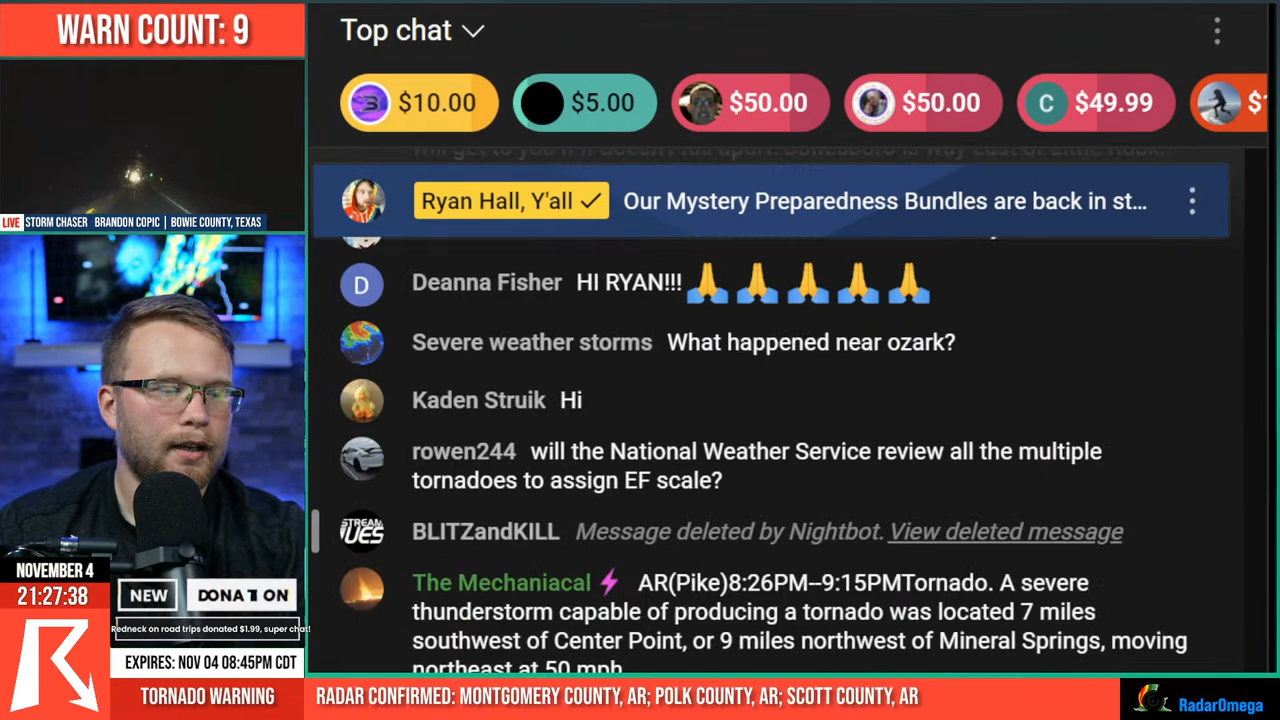 WARN COUNT: 9
Top chat
$10.00
$5.00
$50.00
$50.00
C $49.99
Ryan Hall, Y'all Our Mystery Preparedness Bundles are back in st...
LIVE STORM CHASER BRANDON COPIC | BOWIE COUNTY, TEXAS
D Deanna Fisher HI RYAN!!!
Severe weather storms What happened near ozark?
Kaden Struik Hi
rowen244 will the National Weather Service review all the multiple
tornadoes to assign EF scale?
STREAM
UES
BLITZandKILL Message deleted by Nightbot. View deleted message
The Mechaniacal AR(Pike)8:26PM--9:15PMTornado. A severe
thunderstorm capable of producing a tornado was located 7 miles
southwest of Center Point, or 9 miles northwest of Mineral Springs, moving
northeast at 50 mph
NOVEMBER 4
21:27:38
NEW
DONATION
Redneck on road trips donated $1.99, super chat!
EXPIRES: NOV 04 08:45PM CDT
TORNADO WARNING
RADAR CONFIRMED: MONTGOMERY COUNTY, AR; POLK COUNTY, AR; SCOTT COUNTY, AR
RadarOmega